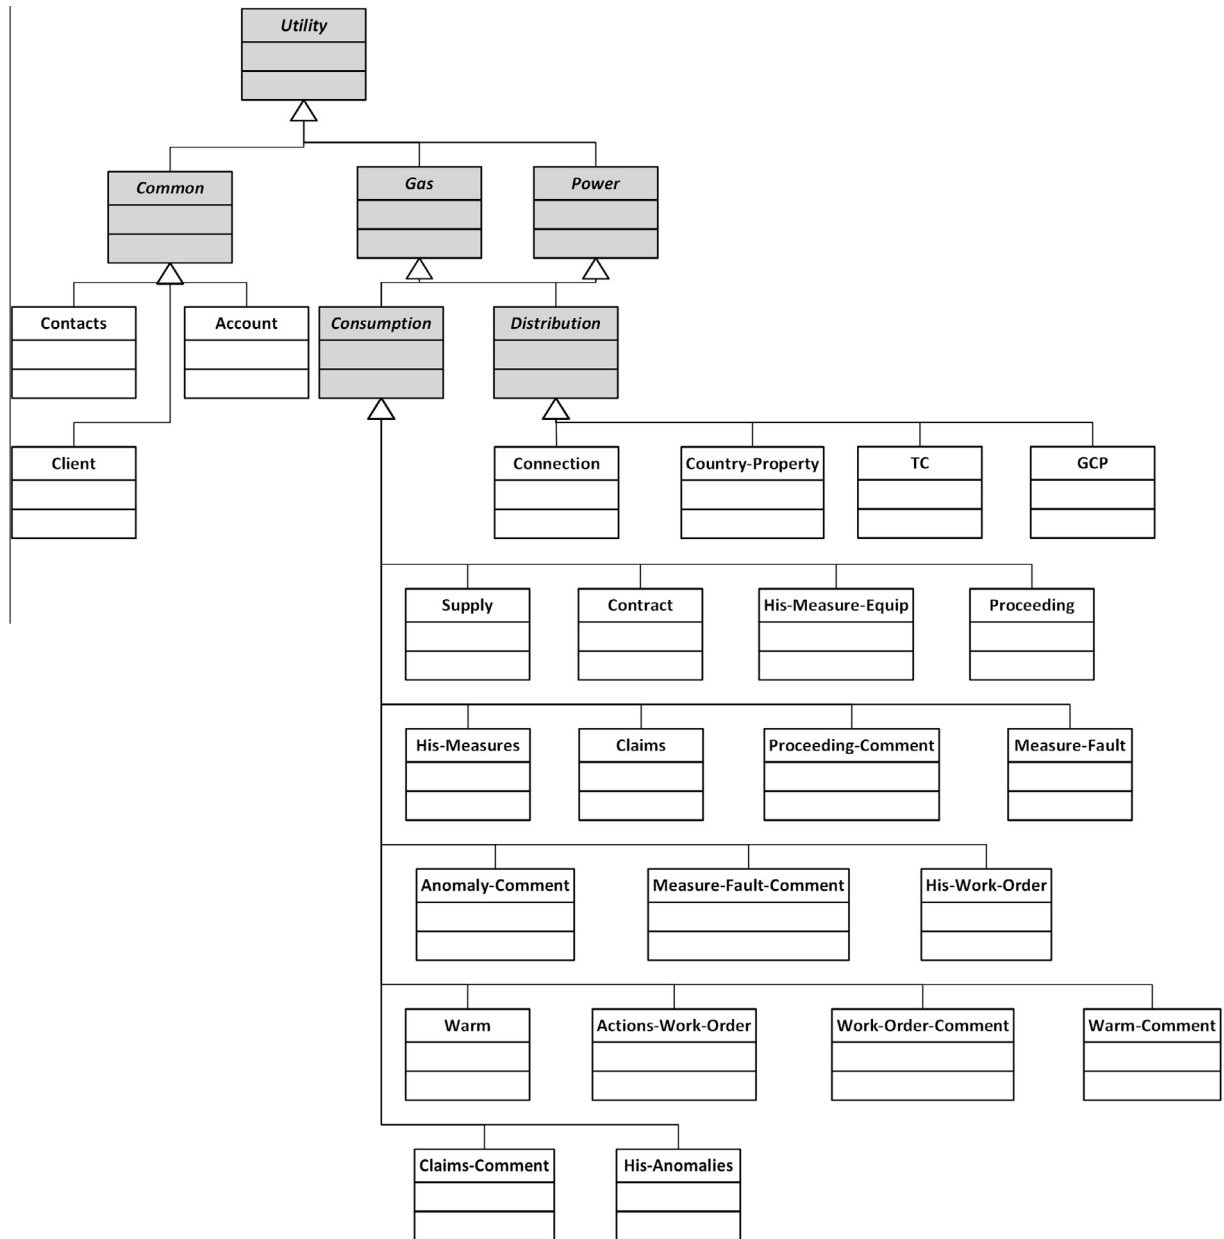 Utility
Common
Gas
Power
Contacts
Account
Consumption
Distribution
Client
Connection
Country-Property
TC
GCP
Supply
Contract
His-Measure-Equip
Proceeding
His-Measures
Claims
Proceeding-Comment
Measure-Fault
Anomaly-Comment
Measure-Fault-Comment
His-Work-Order
Warm
Actions-Work-Order
Work-Order-Comment
Warm-Comment
Claims-Comment
His-Anomalies